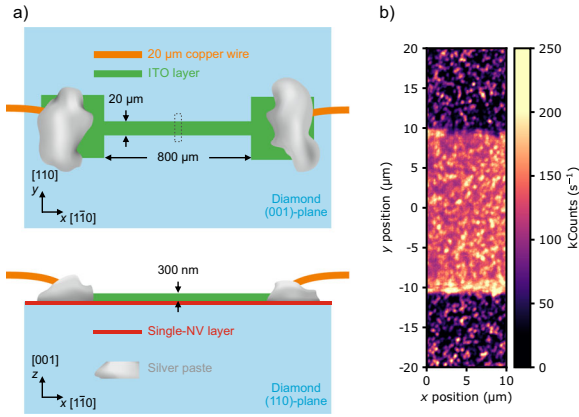 a)
20 μm copper wire
ITO layer
20 μm
800 μm
[110]
y
x [11̄0]
Diamond
(001)-plane
300 nm
Single-NV layer
[001]
z
Silver paste
x [11̄0]
Diamond
(110)-plane
b)
20
15
10
5
0
-5
-10
-15
-20
y position (μm)
0
5
10
x position (μm)
250
200
150
100
50
0
kCounts (s⁻¹)